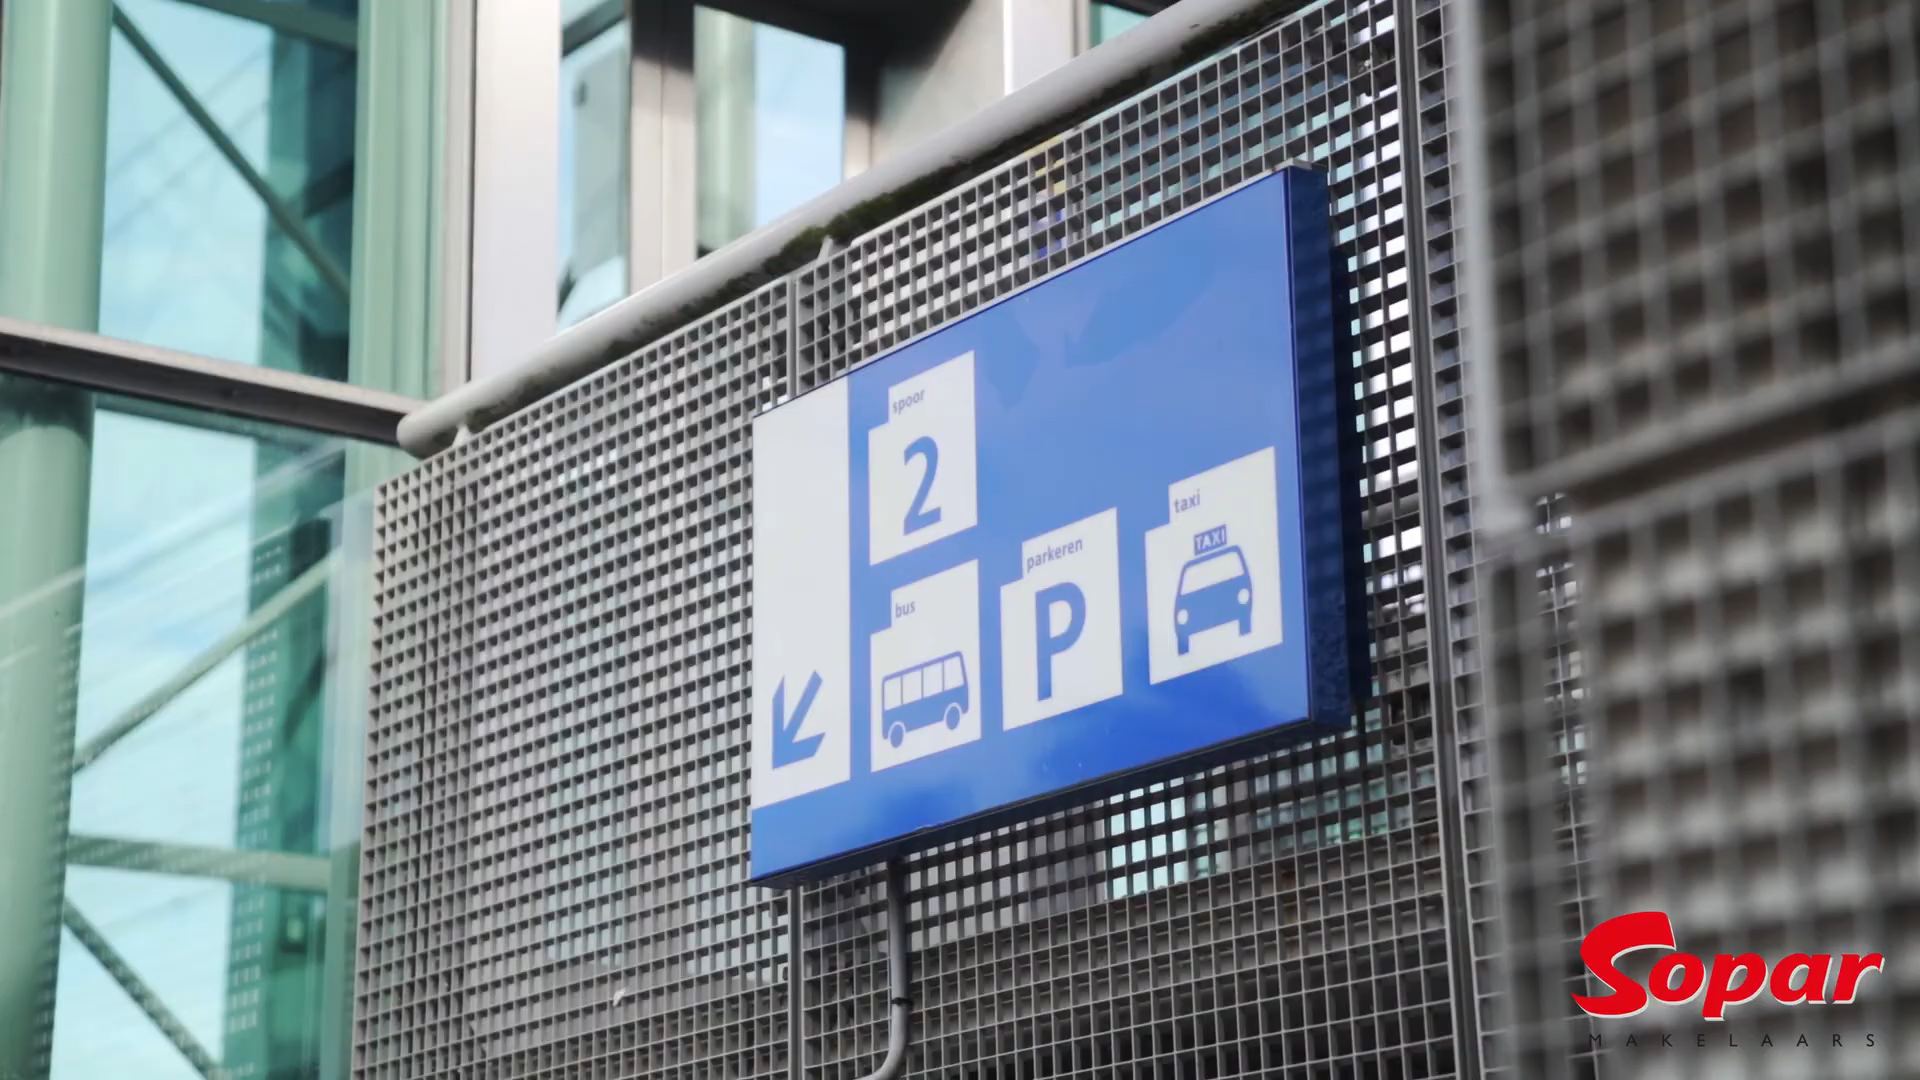 spoor
2
bus
parkeren
P
taxi
TAXI
Sopar
MAKELAARS